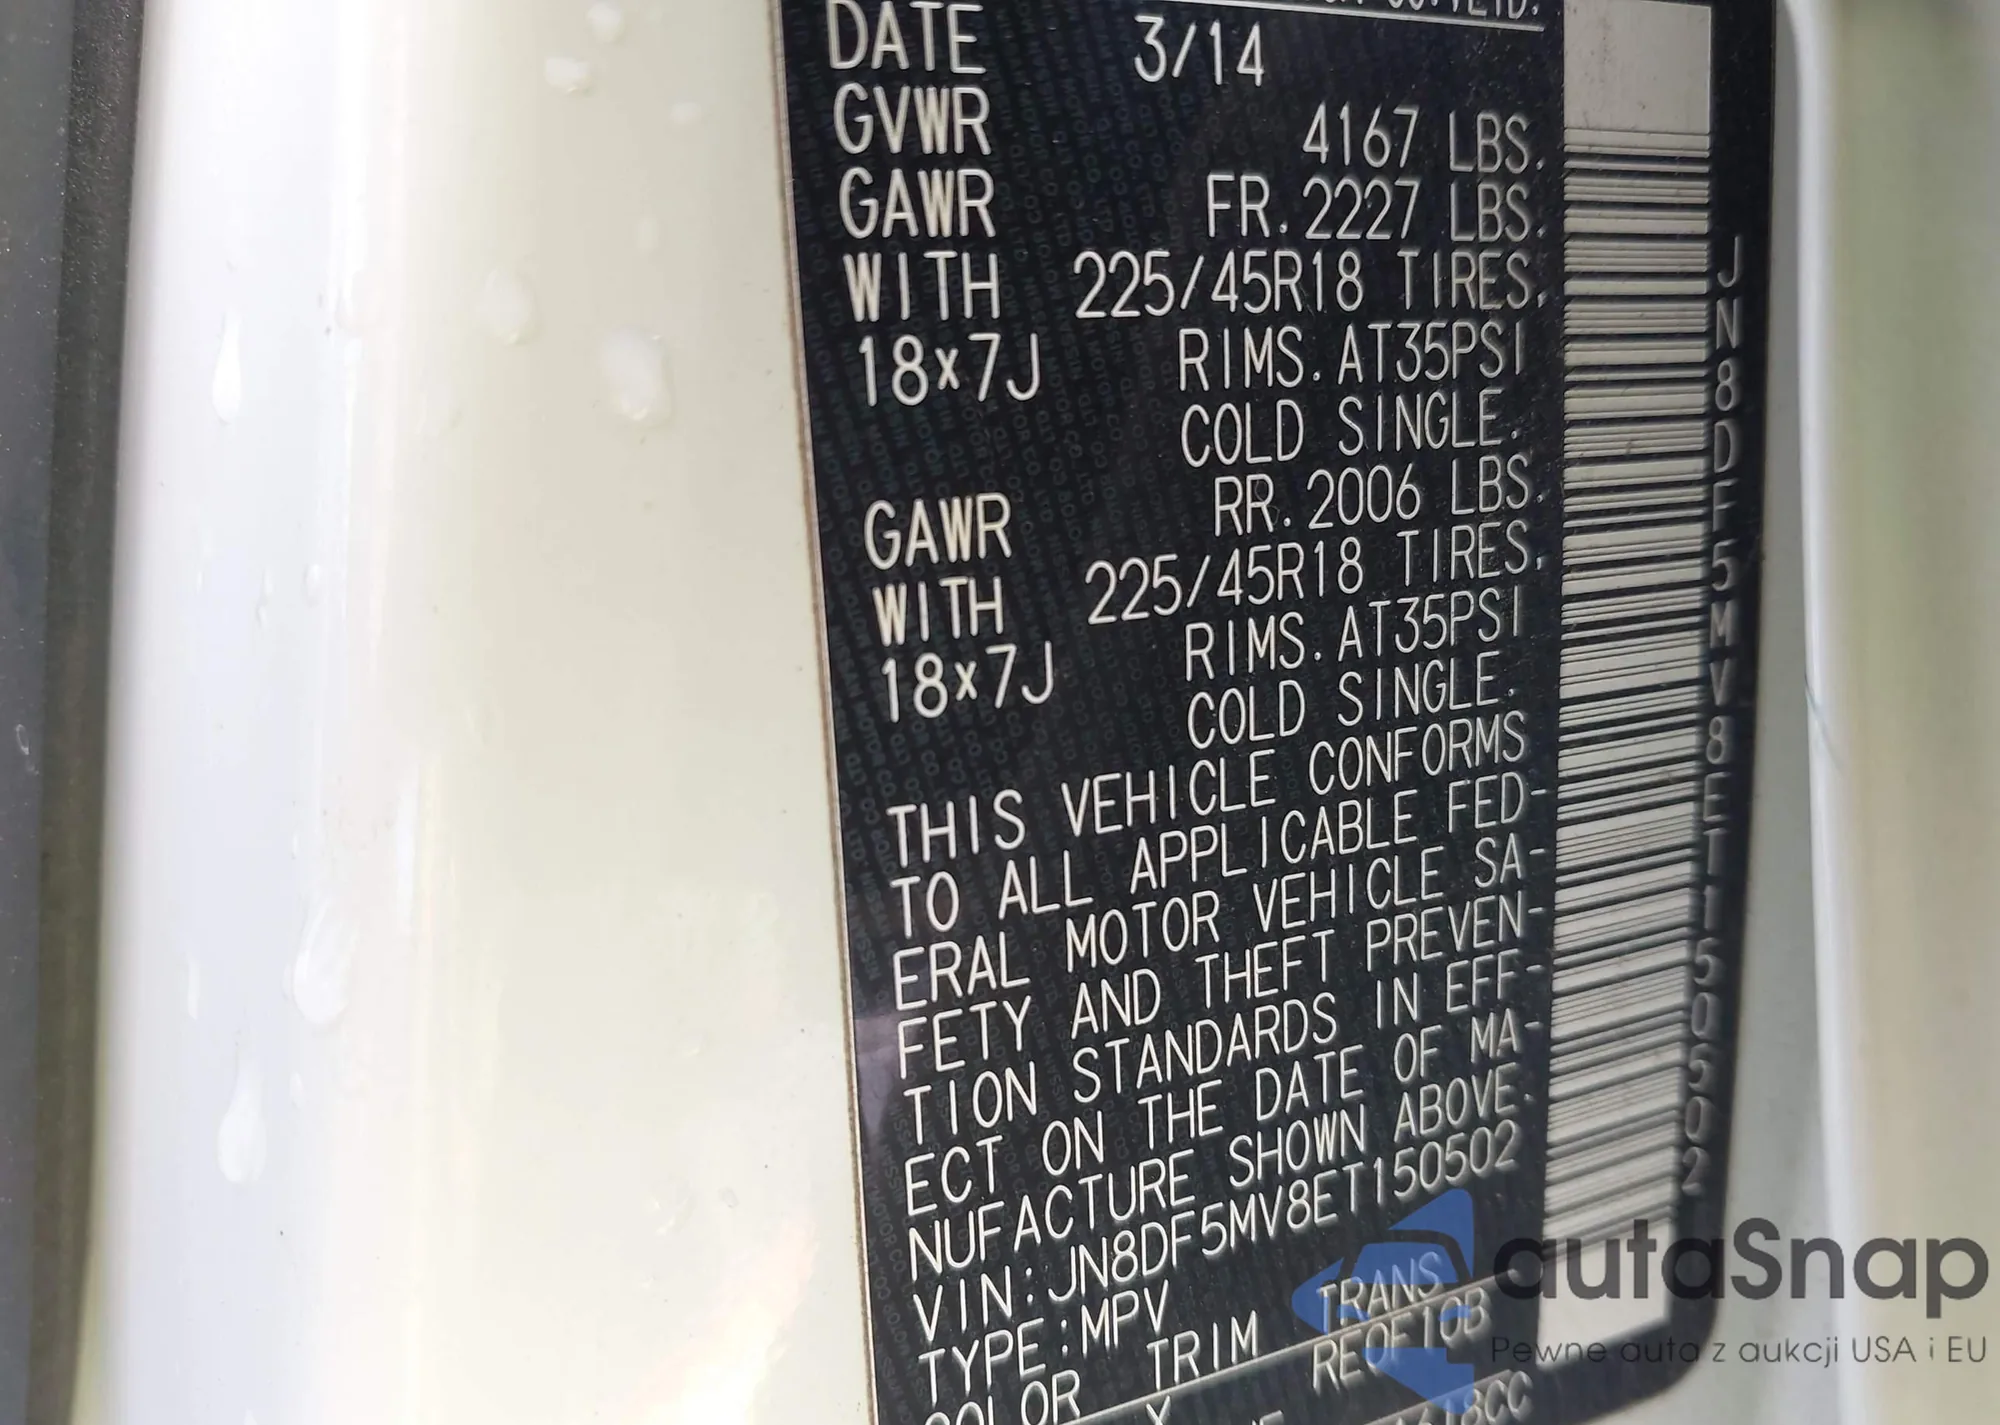 LTD.
DATE 3/14
GVWR 4167 LBS.
GAWR FR. 2227 LBS.
WITH 225/45R18 TIRES,
18x7J RIMS. AT35PSI
COLD SINGLE.
GAWR RR. 2006 LBS.
WITH 225/45R18 TIRES,
18x7J RIMS. AT35PSI
COLD SINGLE.
THIS VEHICLE CONFORMS
TO ALL APPLICABLE FED-
ERAL MOTOR VEHICLE SA-
FETY AND THEFT PREVEN-
TION STANDARDS IN EFF-
ECT ON THE DATE OF MA-
NUFACTURE SHOWN ABOVE.
VIN:JN8DF5MV8ET150502
TYPE:MPV
COLOR TRIM TRANS
RE0F10B
JN8DF5MV8ET150502
autaSnap
Pewne auta z aukcji USA i EU